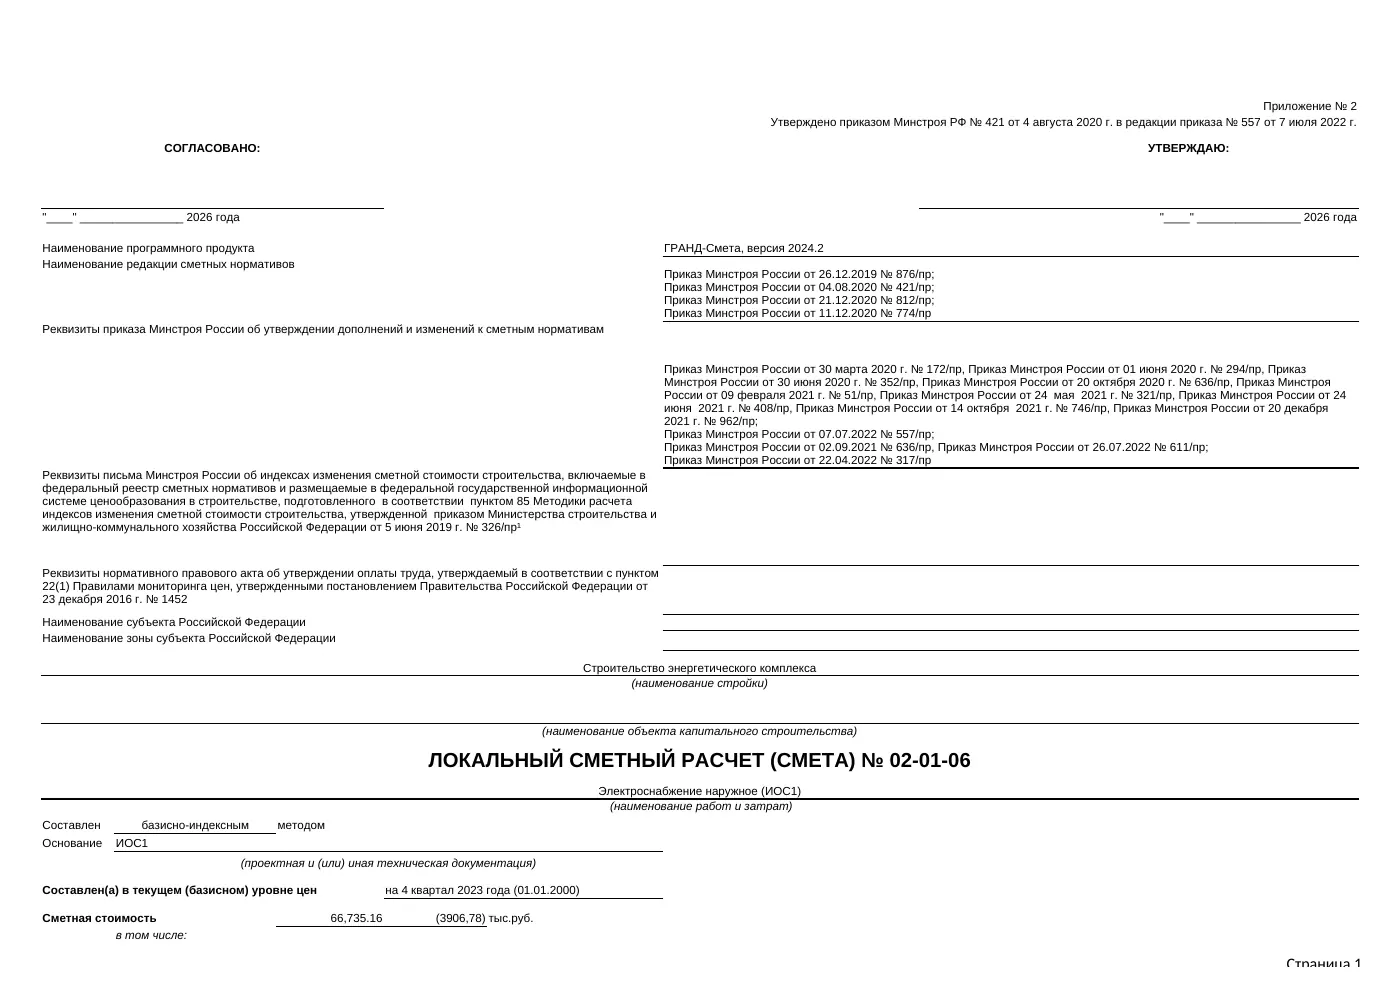 Приложение № 2
Утверждено приказом Минстроя РФ № 421 от 4 августа 2020 г. в редакции приказа № 557 от 7 июля 2022 г.
СОГЛАСОВАНО:
УТВЕРЖДАЮ:
"____" ________________ 2026 года
"____" ________________ 2026 года
Наименование программного продукта
ГРАНД-Смета, версия 2024.2
Наименование редакции сметных нормативов
Приказ Минстроя России от 26.12.2019 № 876/пр;
Приказ Минстроя России от 04.08.2020 № 421/пр;
Приказ Минстроя России от 21.12.2020 № 812/пр;
Приказ Минстроя России от 11.12.2020 № 774/пр
Реквизиты приказа Минстроя России об утверждении дополнений и изменений к сметным нормативам
Приказ Минстроя России от 30 марта 2020 г. № 172/пр, Приказ Минстроя России от 01 июня 2020 г. № 294/пр, Приказ
Минстроя России от 30 июня 2020 г. № 352/пр, Приказ Минстроя России от 20 октября 2020 г. № 636/пр, Приказ Минстроя
России от 09 февраля 2021 г. № 51/пр, Приказ Минстроя России от 24  мая  2021 г. № 321/пр, Приказ Минстроя России от 24
июня  2021 г. № 408/пр, Приказ Минстроя России от 14 октября  2021 г. № 746/пр, Приказ Минстроя России от 20 декабря
2021 г. № 962/пр;
Приказ Минстроя России от 07.07.2022 № 557/пр;
Приказ Минстроя России от 02.09.2021 № 636/пр, Приказ Минстроя России от 26.07.2022 № 611/пр;
Приказ Минстроя России от 22.04.2022 № 317/пр
Реквизиты письма Минстроя России об индексах изменения сметной стоимости строительства, включаемые в
федеральный реестр сметных нормативов и размещаемые в федеральной государственной информационной
системе ценообразования в строительстве, подготовленного  в соответствии  пунктом 85 Методики расчета
индексов изменения сметной стоимости строительства, утвержденной  приказом Министерства строительства и
жилищно-коммунального хозяйства Российской Федерации от 5 июня 2019 г. № 326/пр¹
Реквизиты нормативного правового акта об утверждении оплаты труда, утверждаемый в соответствии с пунктом
22(1) Правилами мониторинга цен, утвержденными постановлением Правительства Российской Федерации от
23 декабря 2016 г. № 1452
Наименование субъекта Российской Федерации
Наименование зоны субъекта Российской Федерации
Строительство энергетического комплекса
(наименование стройки)
(наименование объекта капитального строительства)
ЛОКАЛЬНЫЙ СМЕТНЫЙ РАСЧЕТ (СМЕТА) № 02-01-06
Электроснабжение наружное (ИОС1)
(наименование работ и затрат)
Составлен базисно-индексным методом
Основание ИОС1
(проектная и (или) иная техническая документация)
Составлен(а) в текущем (базисном) уровне цен на 4 квартал 2023 года (01.01.2000)
Сметная стоимость 66,735.16 (3906,78) тыс.руб.
в том числе:
Страница 1